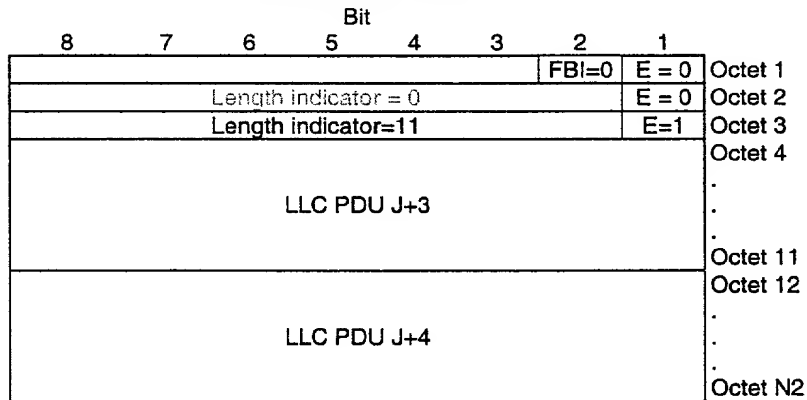 Bit
8 7 6 5 4 3 2 1
FBI=0 E = 0 Octet 1
Length indicator = 0 E = 0 Octet 2
Length indicator=11 E=1 Octet 3
Octet 4
.
LLC PDU J+3 .
.
Octet 11
Octet 12
.
LLC PDU J+4 .
.
Octet N2